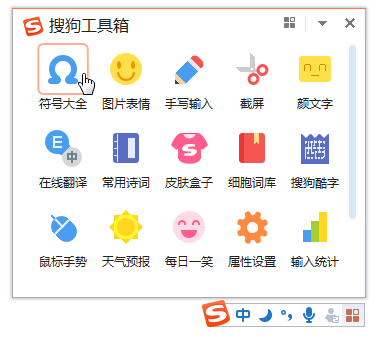 搜狗工具箱
符号大全 图片表情 手写输入 截屏 颜文字
E 中
在线翻译 常用诗词 皮肤盒子 细胞词库 搜狗酷字
鼠标手势 天气预报 每日一笑 属性设置 输入统计
中